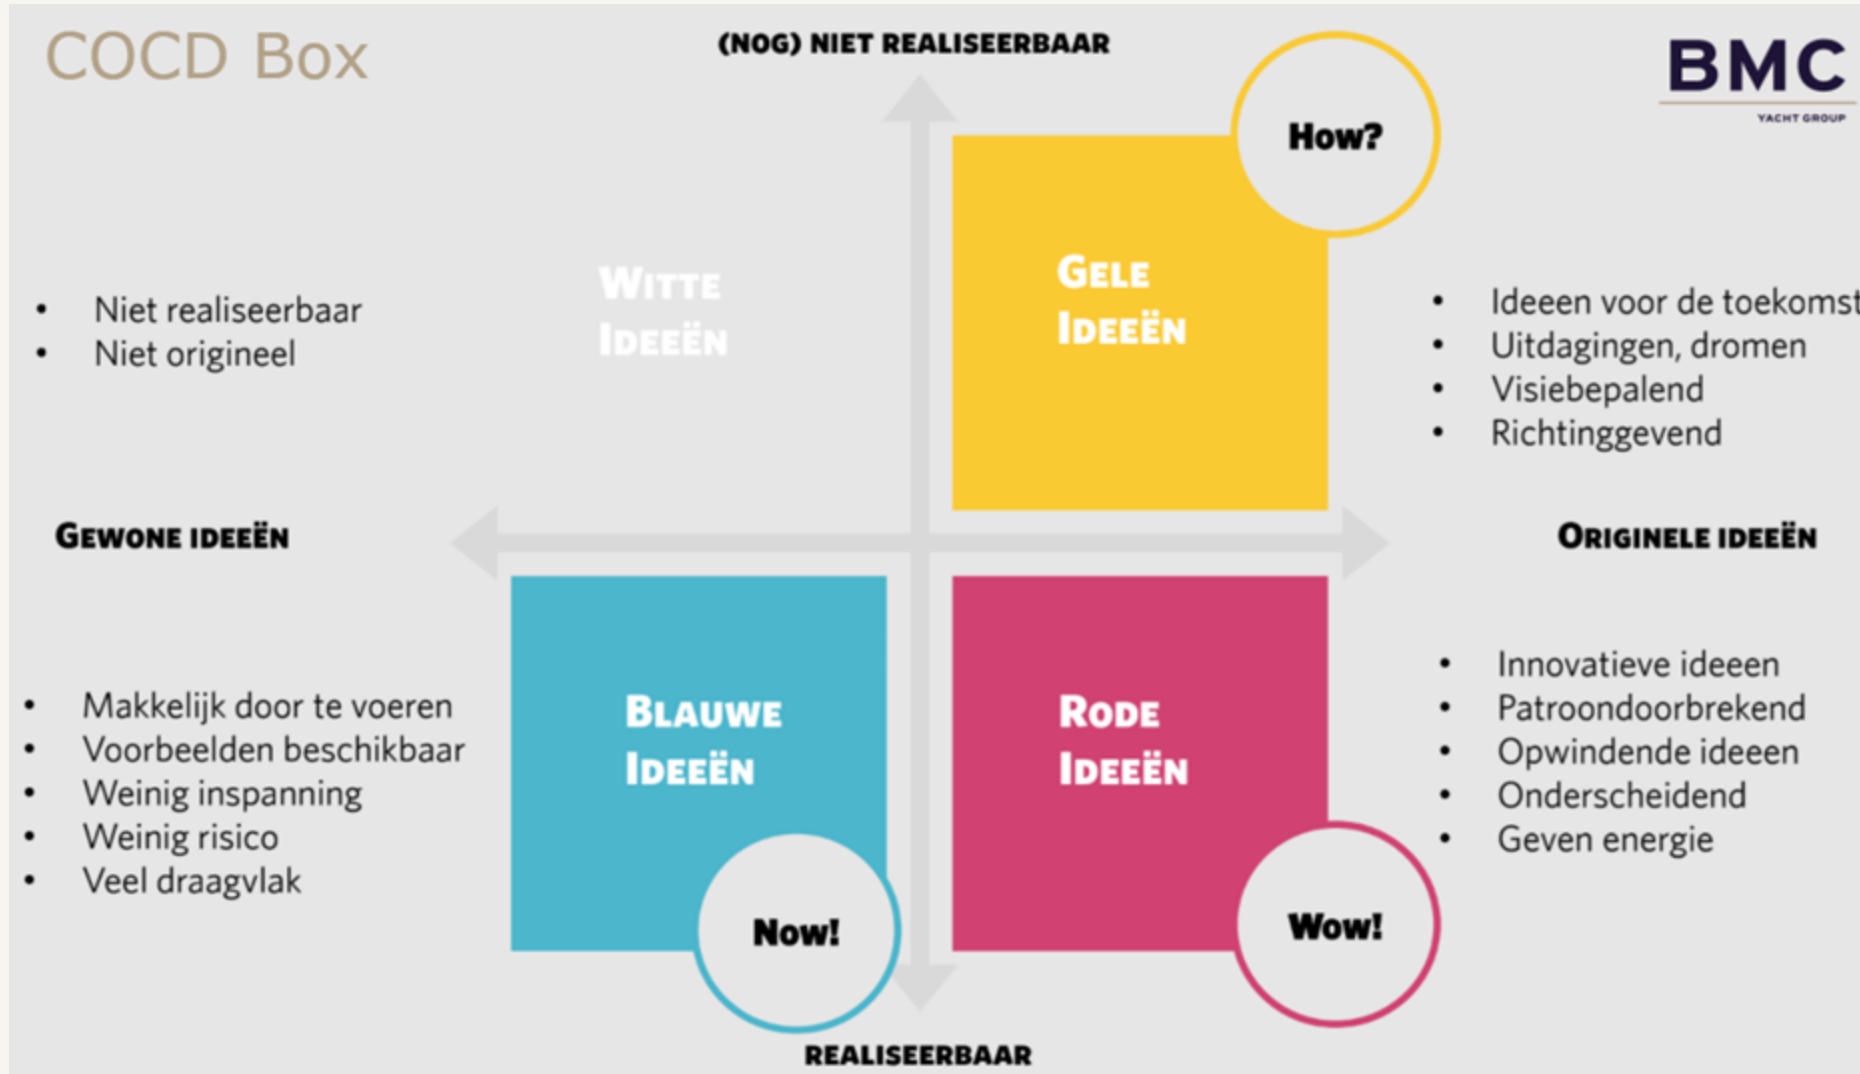 COCD Box
(NOG) NIET REALISEERBAAR
BMC
YACHT GROUP
How?
WITTE
IDEEËN
GELE
IDEEËN
• Niet realiseerbaar
• Niet origineel
• Ideeen voor de toekomst
• Uitdagingen, dromen
• Visiebepalend
• Richtinggevend
GEWONE IDEEËN
ORIGINELE IDEEËN
• Makkelijk door te voeren
• Voorbeelden beschikbaar
• Weinig inspanning
• Weinig risico
• Veel draagvlak
BLAUWE
IDEEËN
Now!
RODE
IDEEËN
Wow!
• Innovatieve ideeen
• Patroondoorbrekend
• Opwindende ideeen
• Onderscheidend
• Geven energie
REALISEERBAAR